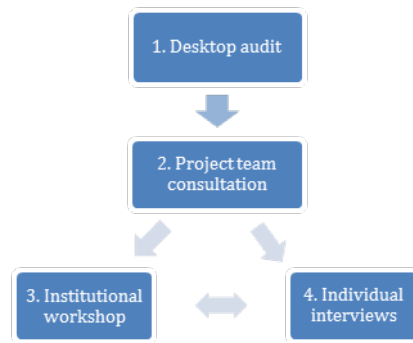 1. Desktop audit
2. Project team
consultation
3. Institutional
workshop
4. Individual
interviews